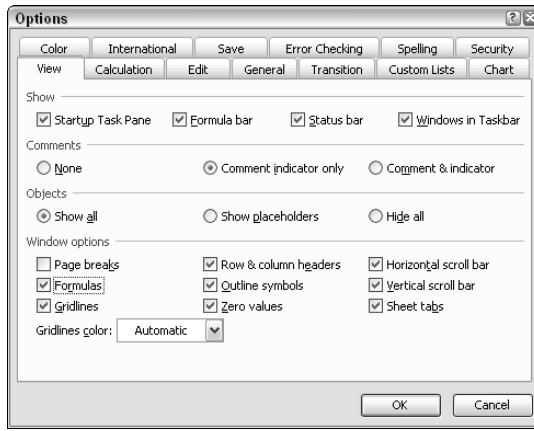 Options
Color International Save Error Checking Spelling Security
View Calculation Edit General Transition Custom Lists Chart
Show
Startup Task Pane Formula bar Status bar Windows in Taskbar
Comments
None Comment indicator only Comment & indicator
Objects
Show all Show placeholders Hide all
Window options
Page breaks Row & column headers Horizontal scroll bar
Formulas Outline symbols Vertical scroll bar
Gridlines Zero values Sheet tabs
Gridlines color: Automatic
OK Cancel